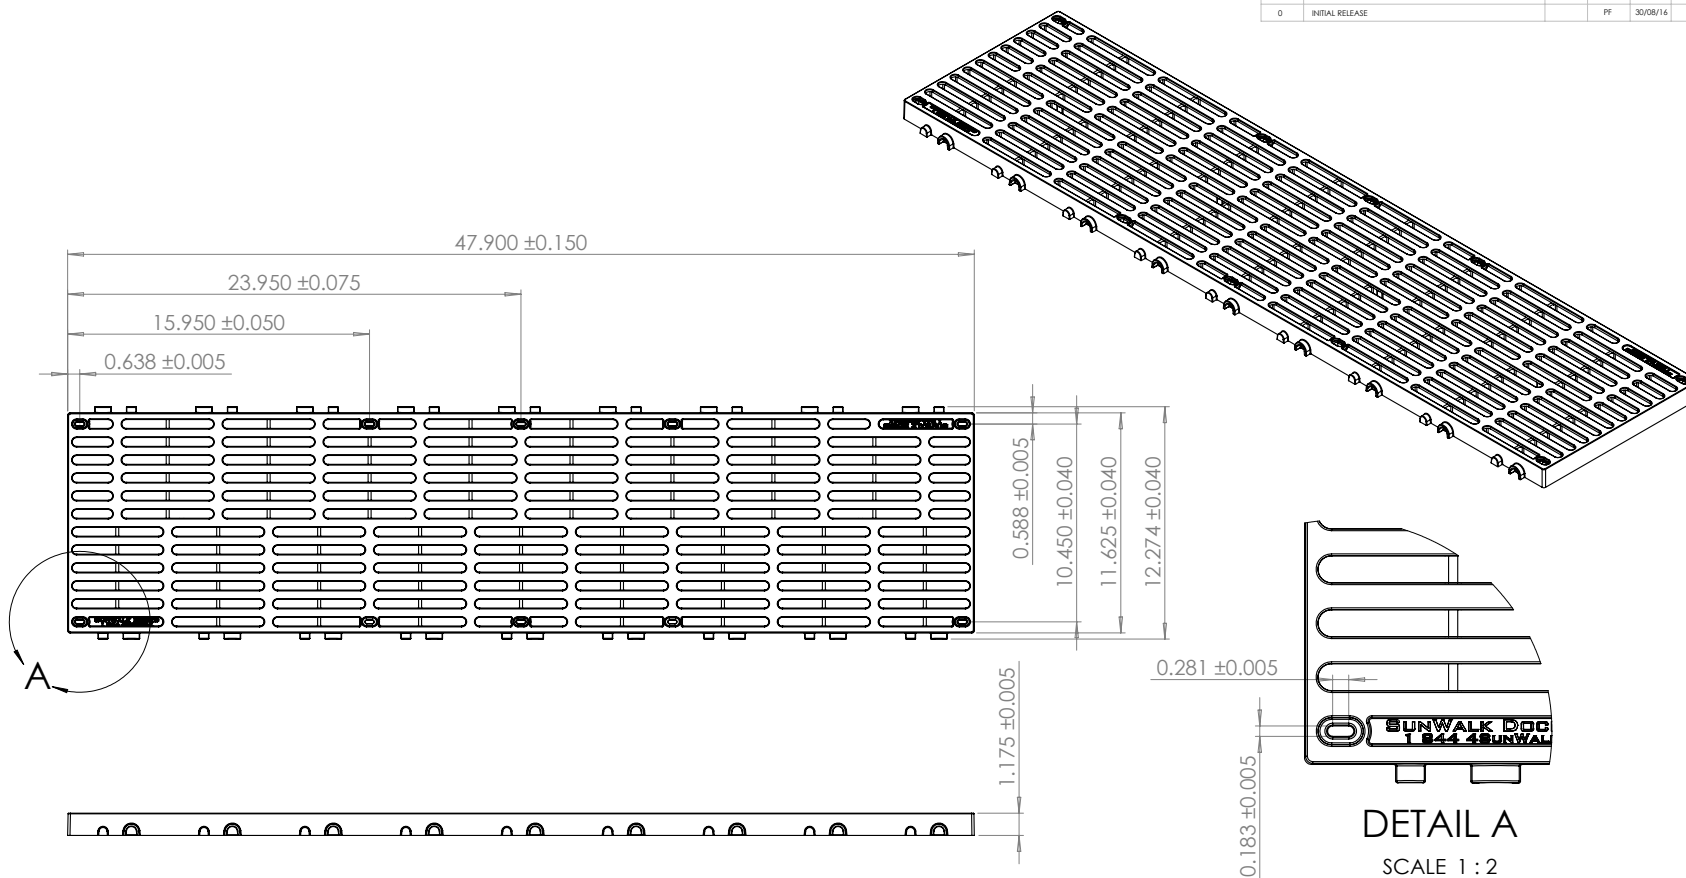 0 INITIAL RELEASE PF 30/08/16
47.900 ±0.150
23.950 ±0.075
15.950 ±0.050
0.638 ±0.005
0.588 ±0.005
10.450 ±0.040
11.625 ±0.040
12.274 ±0.040
A
1.175 ±0.005
0.281 ±0.005
0.183 ±0.005
SUNWALK DOC
1 844 4SUNWAL
DETAIL A
SCALE 1 : 2